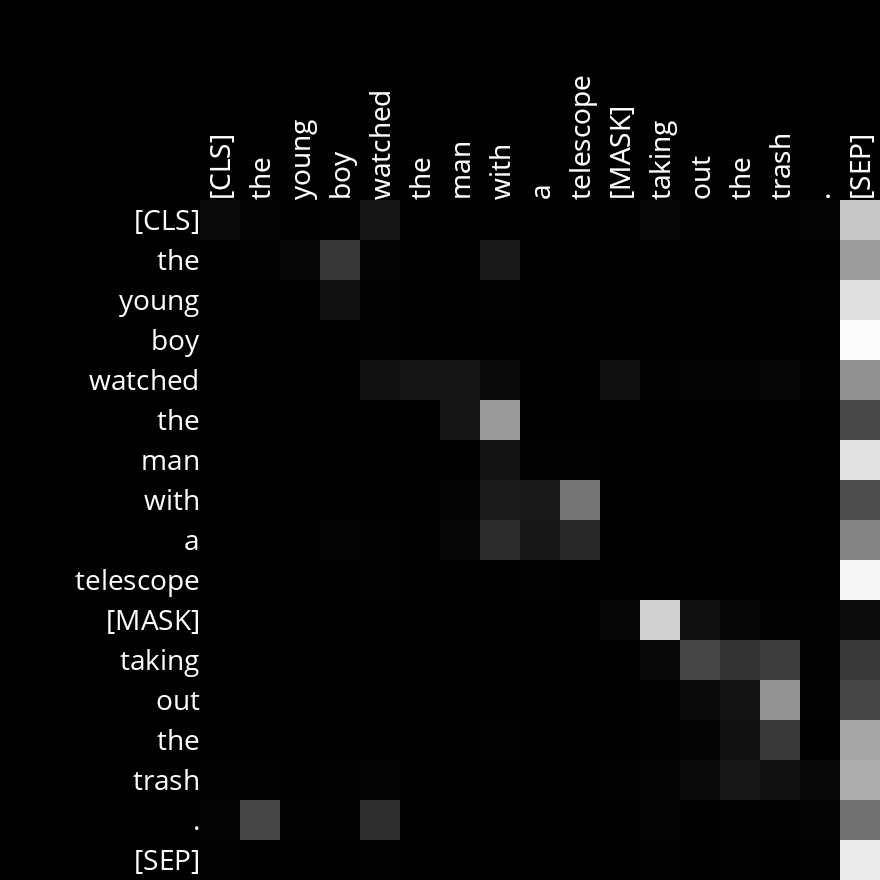 [CLS] the young boy watched the man with a telescope [MASK] taking out the trash . [SEP]
[CLS]
the
young
boy
watched
the
man
with
a
telescope
[MASK]
taking
out
the
trash
.
[SEP]